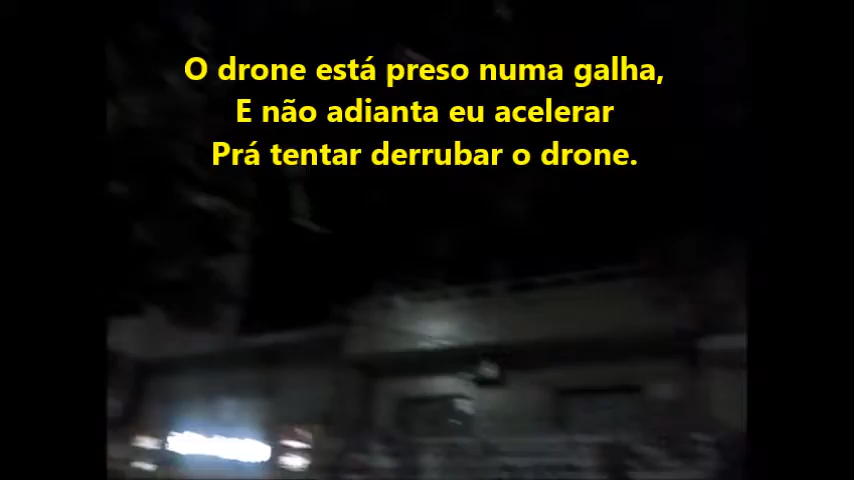 O drone está preso numa galha,
E não adianta eu acelerar
Prá tentar derrubar o drone.